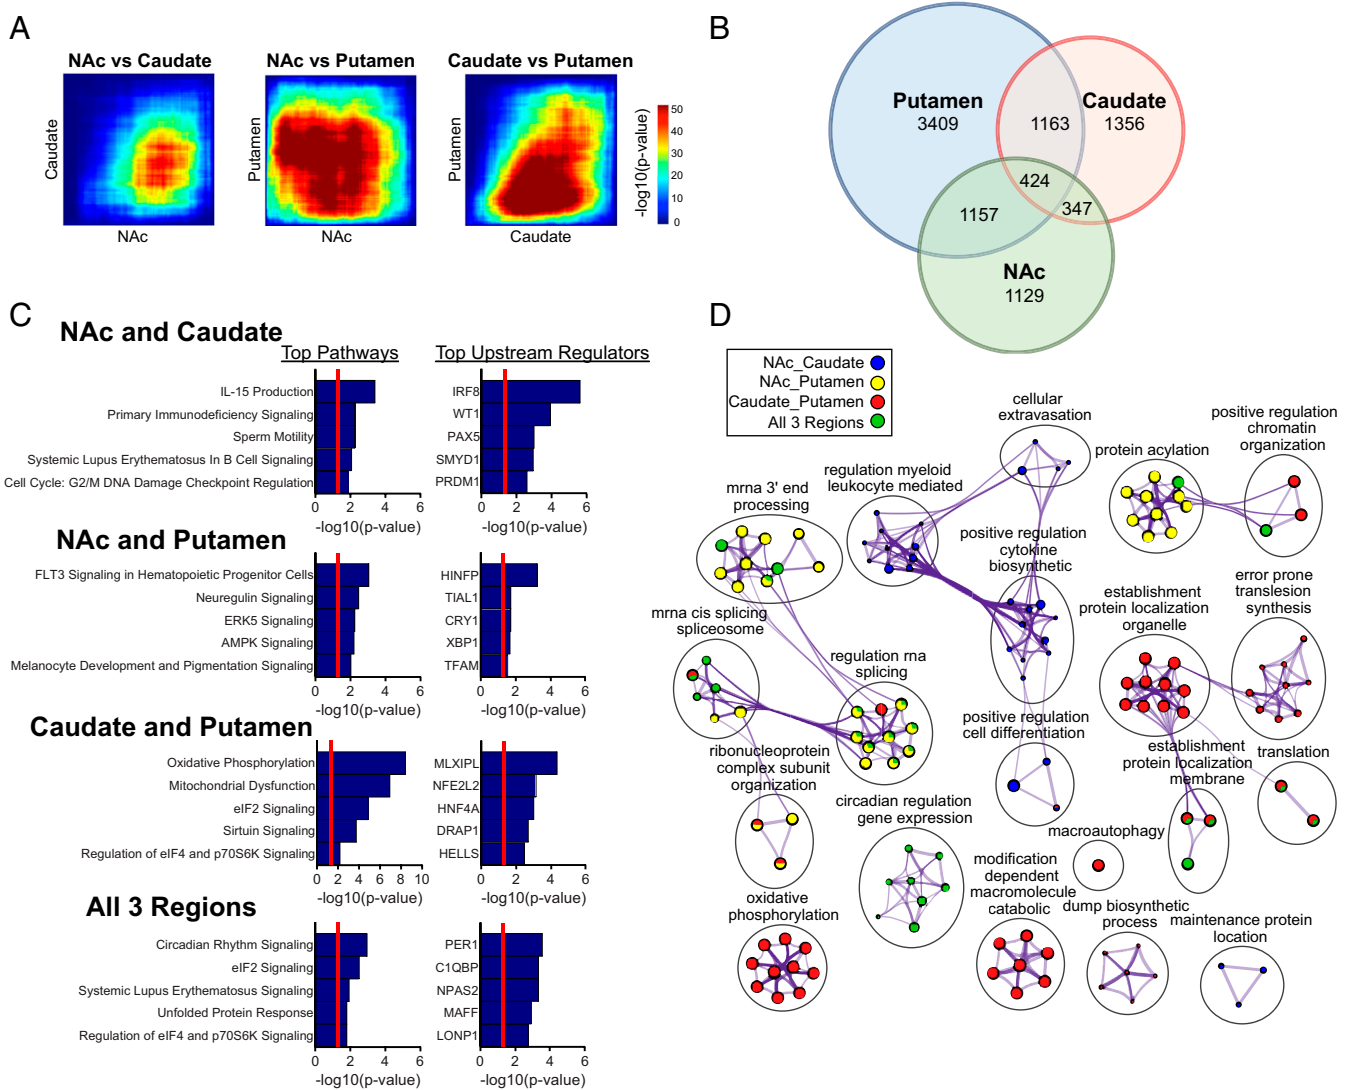 A
NAc vs Caudate
NAc vs Putamen
Caudate vs Putamen
Caudate
Putamen
Putamen
NAc
NAc
Caudate
50
40
30
20
10
0
-log10(p-value)
B
Putamen
3409
Caudate
1356
1163
424
1157
347
NAc
1129
C
NAc and Caudate
Top Pathways
Top Upstream Regulators
IL-15 Production
Primary Immunodeficiency Signaling
Sperm Motility
Systemic Lupus Erythematosus In B Cell Signaling
Cell Cycle: G2/M DNA Damage Checkpoint Regulation
0 2 4 6
-log10(p-value)
IRF8
WT1
PAX5
SMYD1
PRDM1
0 2 4 6
-log10(p-value)
NAc and Putamen
FLT3 Signaling in Hematopoietic Progenitor Cells
Neuregulin Signaling
ERK5 Signaling
AMPK Signaling
Melanocyte Development and Pigmentation Signaling
0 2 4 6
-log10(p-value)
HINFP
TIAL1
CRY1
XBP1
TFAM
0 2 4 6
-log10(p-value)
Caudate and Putamen
Oxidative Phosphorylation
Mitochondrial Dysfunction
eIF2 Signaling
Sirtuin Signaling
Regulation of eIF4 and p70S6K Signaling
0 2 4 6 8 10
-log10(p-value)
MLXIPL
NFE2L2
HNF4A
DRAP1
HELLS
0 2 4 6
-log10(p-value)
All 3 Regions
Circadian Rhythm Signaling
eIF2 Signaling
Systemic Lupus Erythematosus Signaling
Unfolded Protein Response
Regulation of eIF4 and p70S6K Signaling
0 2 4 6
-log10(p-value)
PER1
C1QBP
NPAS2
MAFF
LONP1
0 2 4 6
-log10(p-value)
D
NAc_Caudate
NAc_Putamen
Caudate_Putamen
All 3 Regions
cellular
extravasation
positive regulation
chromatin
organization
protein acylation
regulation myeloid
leukocyte mediated
mrna 3' end
processing
positive regulation
cytokine
biosynthetic
establishment
protein localization
organelle
error prone
translesion
synthesis
mrna cis splicing
spliceosome
regulation rna
splicing
positive regulation
cell differentiation
ribonucleoprotein
complex subunit
organization
establishment
protein localization
membrane
translation
circadian regulation
gene expression
macroautophagy
modification
dependent
macromolecule
catabolic
oxidative
phosphorylation
dump biosynthetic
process
maintenance protein
location